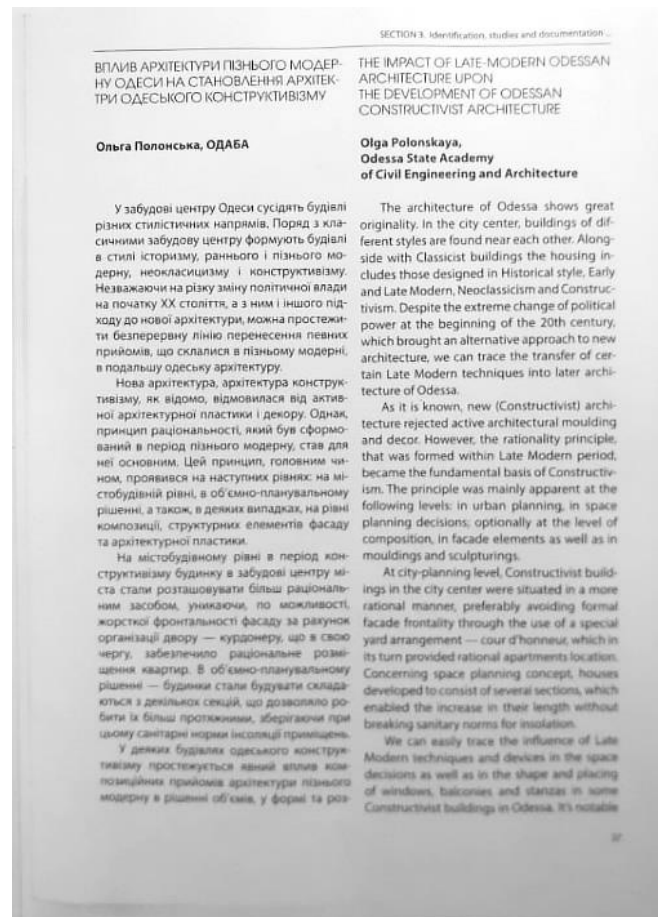 SECTION 3. Identification, studies and documentation ...
ВПЛИВ АРХІТЕКТУРИ ПІЗНЬОГО МОДЕР-
НУ ОДЕСИ НА СТАНОВЛЕННЯ АРХІТЕК-
ТРИ ОДЕСЬКОГО КОНСТРУКТИВІЗМУ
Ольга Полонська, ОДАБА
У забудові центру Одеси сусідять будівлі
різних стилістичних напрямів. Поряд з кла-
сичними забудову центру формують будівлі
в стилі історизму, раннього і пізнього мо-
дерну, неокласицизму і конструктивізму.
Незважаючи на різку зміну політичної влади
на початку XX століття, а з ним і іншого під-
ходу до нової архітектури, можна простежи-
ти безперервну лінію перенесення певних
прийомів, що склалися в пізньому модерні,
в подальшу одеську архітектуру.
Нова архітектура, архітектура конструк-
тивізму, як відомо, відмовилася від актив-
ної архітектурної пластики і декору. Однак,
принцип раціональності, який був сформо-
ваний в період пізнього модерну, став для
неї основним. Цей принцип, головним чи-
ном, проявився на наступних рівнях: на мі-
стобудівній рівні, в об'ємно-планувальному
рішенні, а також, в деяких випадках, на рівні
композиції, структурних елементів фасаду
та архітектурної пластики.
На містобудівному рівні в період кон-
структивізму будинку в забудові центру мі-
ста стали розташовувати більш раціональ-
ним засобом, уникаючи, по можливості,
жорсткої фронтальності фасаду за рахунок
організації двору — курдонеру, що в свою
чергу, забезпечило раціональне розмі-
щення квартир. В об'ємно-планувальному
рішенні — будинки стали будувати склада-
ються з декількох секцій, що дозволяло ро-
бити їх більш протяжними, зберігаючи при
цьому санітарні норми інсоляції приміщень.
У деяких будівлях одеського конструк-
тивізму простежується явний вплив ком-
позиційних прийомів архітектури пізнього
модерну в рішенні об'ємів, у формі та роз-
THE IMPACT OF LATE-MODERN ODESSAN
ARCHITECTURE UPON
THE DEVELOPMENT OF ODESSAN
CONSTRUCTIVIST ARCHITECTURE
Olga Polonskaya,
Odessa State Academy
of Civil Engineering and Architecture
The architecture of Odessa shows great
originality. In the city center, buildings of dif-
ferent styles are found near each other. Along-
side with Classicist buildings the housing in-
cludes those designed in Historical style, Early
and Late Modern, Neoclassicism and Construc-
tivism. Despite the extreme change of political
power at the beginning of the 20th century,
which brought an alternative approach to new
architecture, we can trace the transfer of cer-
tain Late Modern techniques into later archi-
tecture of Odessa.
As it is known, new (Constructivist) archi-
tecture rejected active architectural moulding
and decor. However, the rationality principle,
that was formed within Late Modern period,
became the fundamental basis of Constructiv-
ism. The principle was mainly apparent at the
following levels: in urban planning, in space
planning decisions; optionally at the level of
composition, in facade elements as well as in
mouldings and sculpturings.
At city-planning level, Constructivist build-
ings in the city center were situated in a more
rational manner, preferably avoiding formal
facade frontality through the use of a special
yard arrangement — cour d'honneur, which in
its turn provided rational apartments location.
Concerning space planning concept, houses
developed to consist of several sections, which
enabled the increase in their length without
breaking sanitary norms for insolation.
We can easily trace the influence of Late
Modern techniques and devices in the space
decisions as well as in the shape and placing
of windows, balconies and stanzas in some
Constructivist buildings in Odessa. It's notable